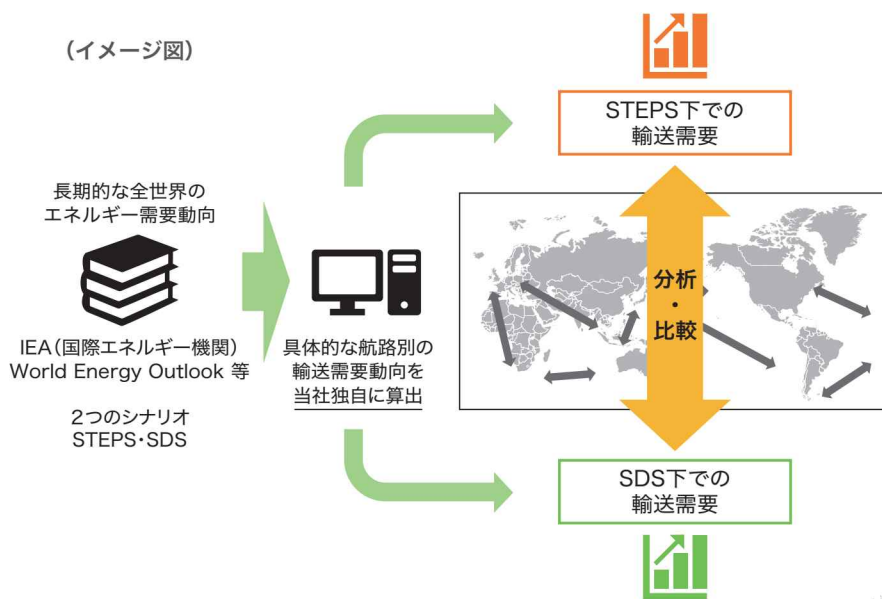 (イメージ図)
長期的な全世界の
エネルギー需要動向
IEA(国際エネルギー機関)
World Energy Outlook 等
2つのシナリオ
STEPS・SDS
具体的な航路別の
輸送需要動向を
当社独自に算出
STEPS下での
輸送需要
分析
・
比較
SDS下での
輸送需要